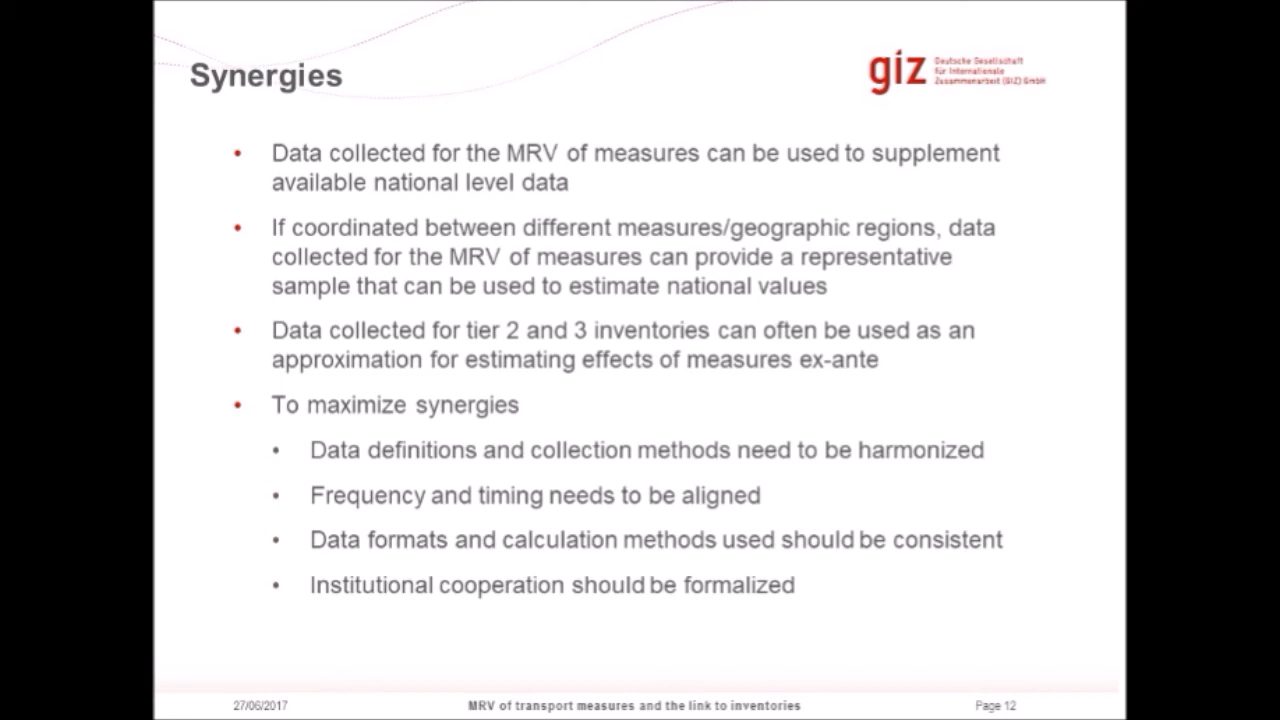 Synergies
giz
Deutsche Gesellschaft
für Internationale
Zusammenarbeit (GIZ) GmbH
• Data collected for the MRV of measures can be used to supplement
available national level data
• If coordinated between different measures/geographic regions, data
collected for the MRV of measures can provide a representative
sample that can be used to estimate national values
• Data collected for tier 2 and 3 inventories can often be used as an
approximation for estimating effects of measures ex-ante
• To maximize synergies
• Data definitions and collection methods need to be harmonized
• Frequency and timing needs to be aligned
• Data formats and calculation methods used should be consistent
• Institutional cooperation should be formalized
27/06/2017
MRV of transport measures and the link to inventories
Page 12